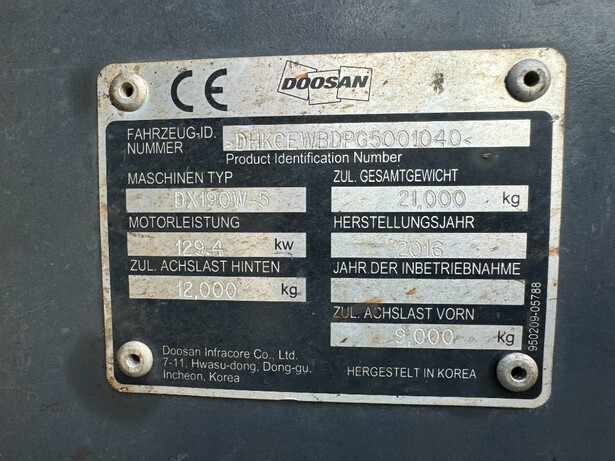 CE
DOOSAN
FAHRZEUG-ID.
NUMMER
>DHKCEWBDPG5001040<
Product Identification Number
MASCHINEN TYP
DX190W-5
ZUL. GESAMTGEWICHT
21,000 kg
MOTORLEISTUNG
129.4 kw
HERSTELLUNGSJAHR
2016
ZUL. ACHSLAST HINTEN
12,000 kg
JAHR DER INBETRIEBNAHME
ZUL. ACHSLAST VORN
9,000 kg
950209-05788
Doosan Infracore Co., Ltd.
7-11, Hwasu-dong, Dong-gu,
Incheon, Korea
HERGESTELT IN KOREA